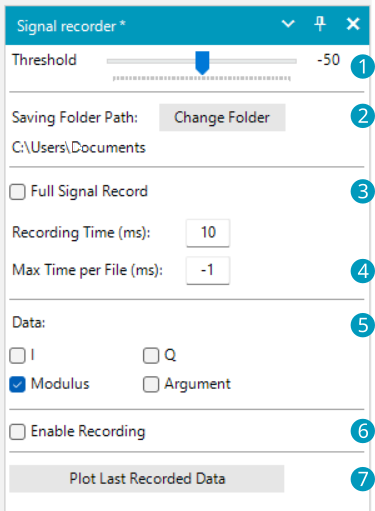 Signal recorder *
Threshold -50 1
Saving Folder Path: Change Folder 2
C:\Users\Documents
Full Signal Record 3
Recording Time (ms): 10
Max Time per File (ms): -1 4
Data: 5
I Q
Modulus Argument
Enable Recording 6
Plot Last Recorded Data 7